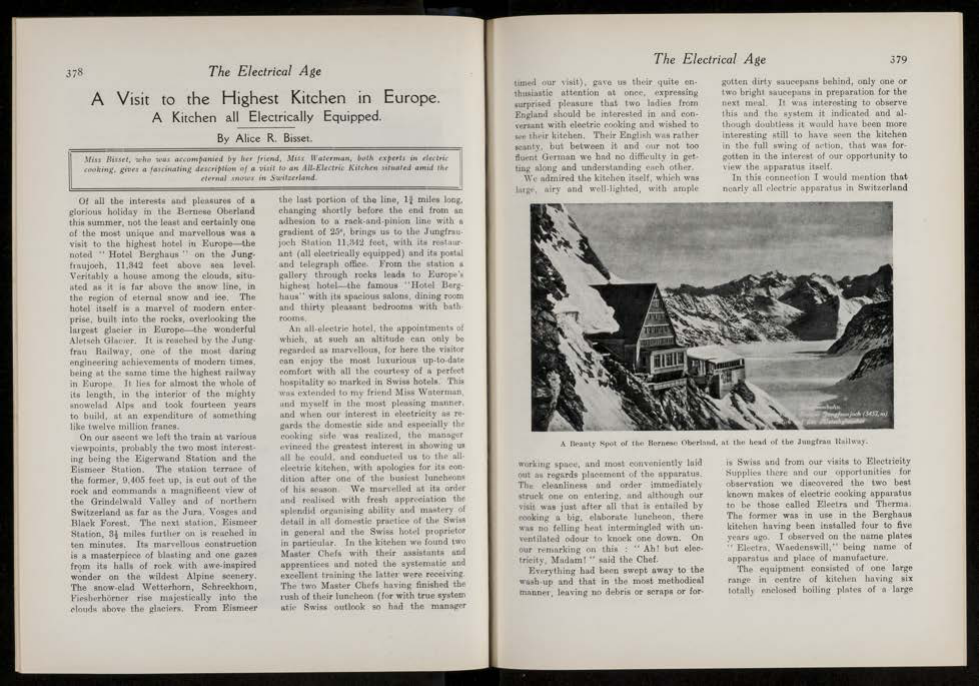 378
The Electrical Age
A Visit to the Highest Kitchen in Europe.
A Kitchen all Electrically Equipped.
By Alice R. Bisset.
Miss Bisset, who was accompanied by her friend, Miss Waterman, both experts in electric
cooking, gives a fascinating description of a visit to an All-Electric Kitchen situated amid the
eternal snows in Switzerland.
Of all the interests and pleasures of a
glorious holiday in the Bernese Oberland
this summer, not the least and certainly one
of the most unique and marvellous was a
visit to the highest hotel in Europe—the
noted "Hotel Berghaus" on the Jung-
fraujoch, 11,342 feet above sea level.
Veritably a house among the clouds, situ-
ated as it is far above the snow line, in
the region of eternal snow and ice. The
hotel itself is a marvel of modern enter-
prise, built into the rocks, overlooking the
largest glacier in Europe—the wonderful
Aletsch Glacier. It is reached by the Jung-
frau Railway, one of the most daring
engineering achievements of modern times,
being at the same time the highest railway
in Europe. It lies for almost the whole of
its length, in the interior of the mighty
snowclad Alps and took fourteen years
to build, at an expenditure of something
like twelve million francs.
On our ascent we left the train at various
viewpoints, probably the two most interest-
ing being the Eigerwand Station and the
Eismeer Station. The station terrace of
the former, 9,405 feet up, is cut out of the
rock and commands a magnificent view of
the Grindelwald Valley and of northern
Switzerland as far as the Jura, Vosges and
Black Forest. The next station, Eismeer
Station, 3¾ miles further on is reached in
ten minutes. Its marvellous construction
is a masterpiece of blasting and one gazes
from its halls of rock with awe-inspired
wonder on the wildest Alpine scenery.
The snow-clad Wetterhorn, Schreckhorn,
Fiesherhörner rise majestically into the
clouds above the glaciers. From Eismeer
the last portion of the line, 1¾ miles long,
changing shortly before the end from an
adhesion to a rack-and-pinion line with a
gradient of 25°, brings us to the Jungfrau-
joch Station 11,342 feet, with its restaur-
ant (all electrically equipped) and its postal
and telegraph office. From the station a
gallery through rocks leads to Europe's
highest hotel—the famous "Hotel Berg-
haus" with its spacious salons, dining room
and thirty pleasant bedrooms with bath
rooms.
An all-electric hotel, the appointments of
which, at such an altitude can only be
regarded as marvellous, for here the visitor
can enjoy the most luxurious up-to-date
comfort with all the courtesy of a perfect
hospitality so marked in Swiss hotels. This
was extended to my friend Miss Waterman,
and myself in the most pleasing manner,
and when our interest in electricity as re-
gards the domestic side and especially the
cooking side was realized, the manager
evinced the greatest interest in showing us
all he could, and conducted us to the all-
electric kitchen, with apologies for its con-
dition after one of the busiest luncheons
of his season. We marvelled at its order
and realised with fresh appreciation the
splendid organising ability and mastery of
detail in all domestic practice of the Swiss
in general and the Swiss hotel proprietor
in particular. In the kitchen we found two
Master Chefs with their assistants and
apprentices and noted the systematic and
excellent training the latter were receiving.
The two Master Chefs having finished the
rush of their luncheon (for with true system
atic Swiss outlook so had the manager
The Electrical Age
379
timed our visit), gave us their quite en-
thusiastic attention at once, expressing
surprised pleasure that two ladies from
England should be interested in and con-
versant with electric cooking and wished to
see their kitchen. Their English was rather
scanty, but between it and our not too
fluent German we had no difficulty in get-
ting along and understanding each other.
We admired the kitchen itself, which was
large, airy and well-lighted, with ample
gotten dirty saucepans behind, only one or
two bright saucepans in preparation for the
next meal. It was interesting to observe
this and the system it indicated and al-
though doubtless it would have been more
interesting still to have seen the kitchen
in the full swing of action, that was for-
gotten in the interest of our opportunity to
view the apparatus itself.
In this connection I would mention that
nearly all electric apparatus in Switzerland
Jungfraujoch (3457 m)
A Beauty Spot of the Bernese Oberland, at the head of the Jungfrau Railway.
working space, and most conveniently laid
out as regards placement of the apparatus.
The cleanliness and order immediately
struck one on entering, and although our
visit was just after all that is entailed by
cooking a big, elaborate luncheon, there
was no felling heat intermingled with un-
ventilated odour to knock one down. On
our remarking on this: "Ah! but elec-
tricity, Madam!" said the Chef.
Everything had been swept away to the
wash-up and that in the most methodical
manner, leaving no debris or scraps or for-
is Swiss and from our visits to Electricity
Supplies there and our opportunities for
observation we discovered the two best
known makes of electric cooking apparatus
to be those called Electra and Therma.
The former was in use in the Berghaus
kitchen having been installed four to five
years ago. I observed on the name plates
"Electra, Waedenswill," being name of
apparatus and place of manufacture.
The equipment consisted of one large
range in centre of kitchen having six
totally enclosed boiling plates of a large